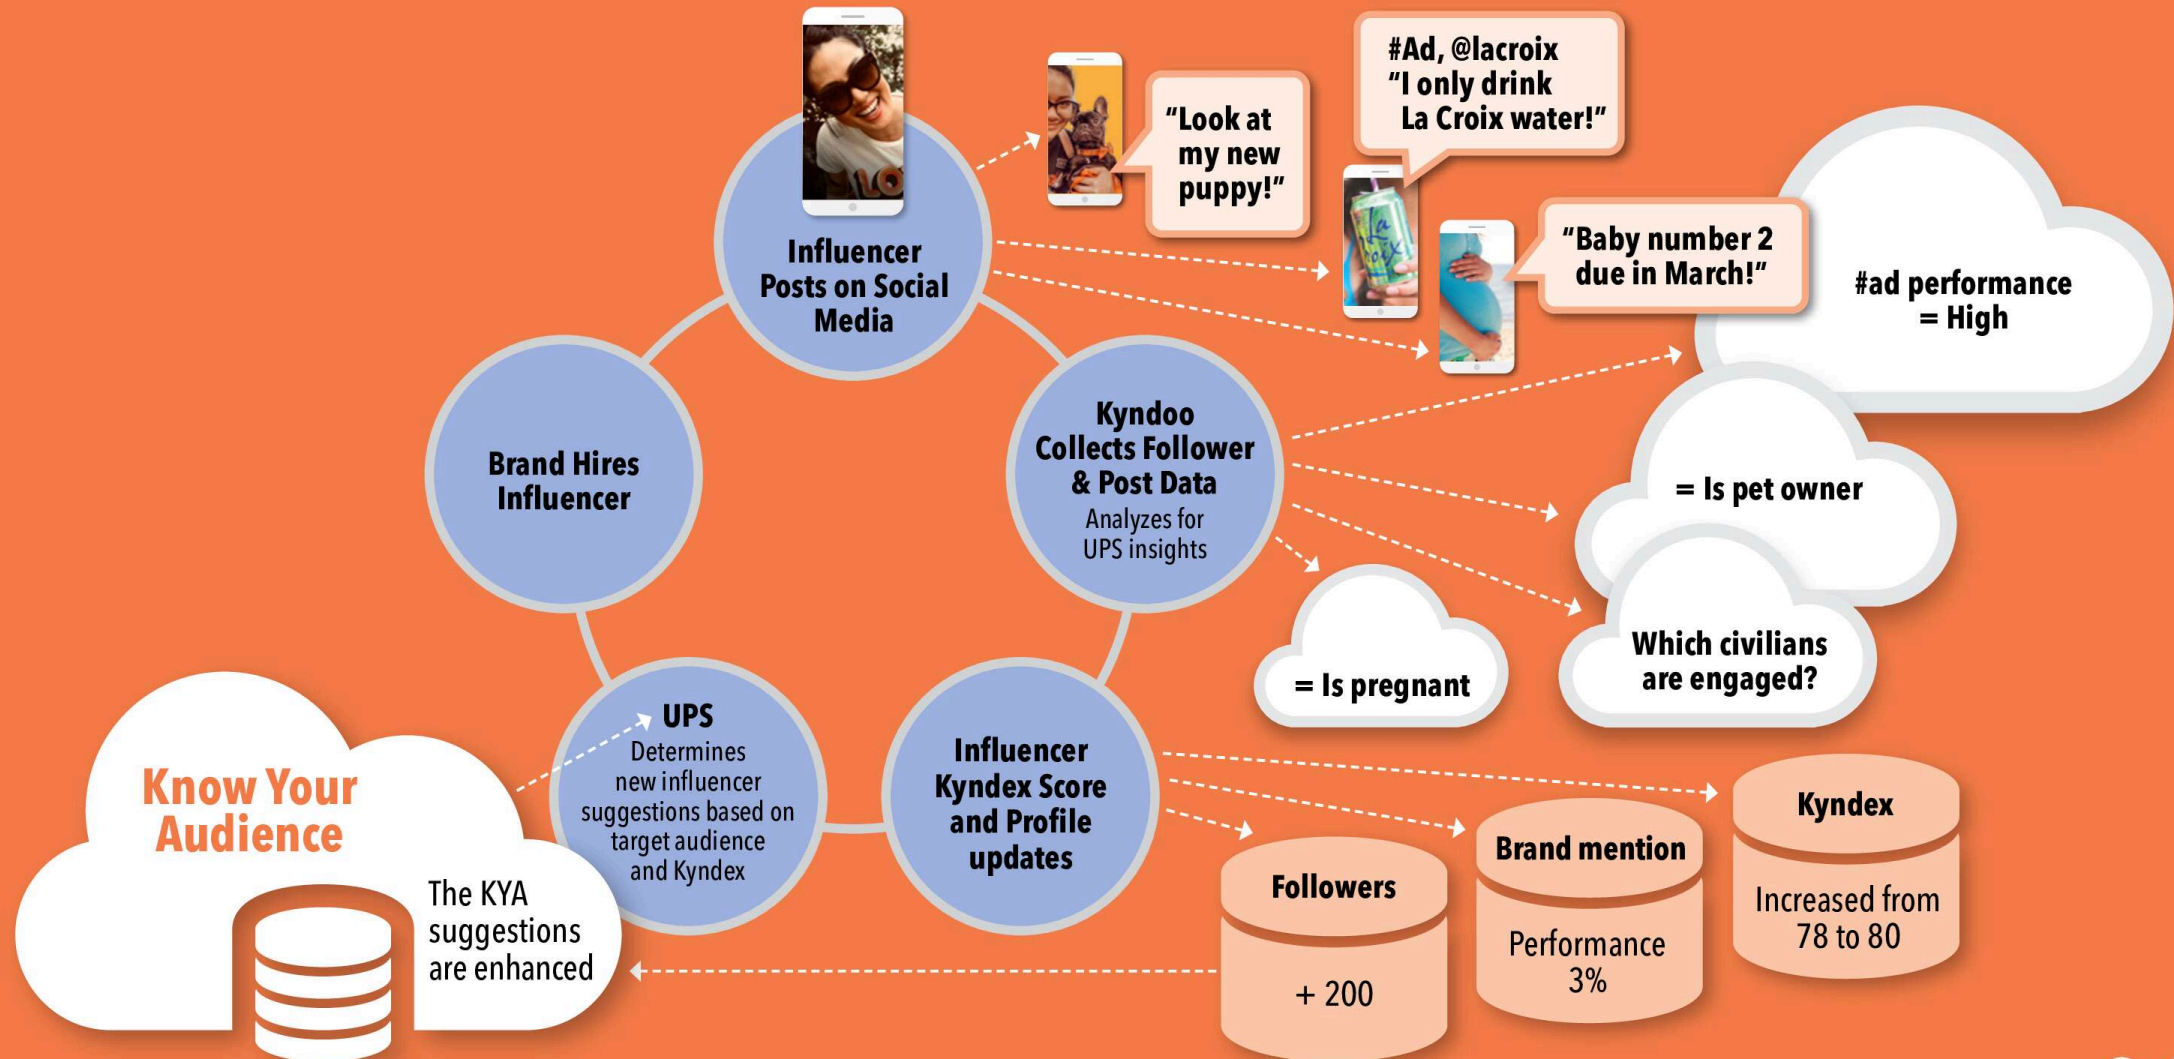 #Ad, @lacroix
"I only drink
La Croix water!"
"Look at
my new
puppy!"
"Baby number 2
due in March!"
Influencer
Posts on Social
Media
#ad performance
= High
Kyndoo
Collects Follower
& Post Data
Analyzes for
UPS insights
Brand Hires
Influencer
= Is pet owner
Which civilians
are engaged?
= Is pregnant
UPS
Determines
new influencer
suggestions based on
target audience
and Kyndex
Influencer
Kyndex Score
and Profile
updates
Know Your
Audience
The KYA
suggestions
are enhanced
Followers
+ 200
Brand mention
Performance
3%
Kyndex
Increased from
78 to 80
La
Croix
LO